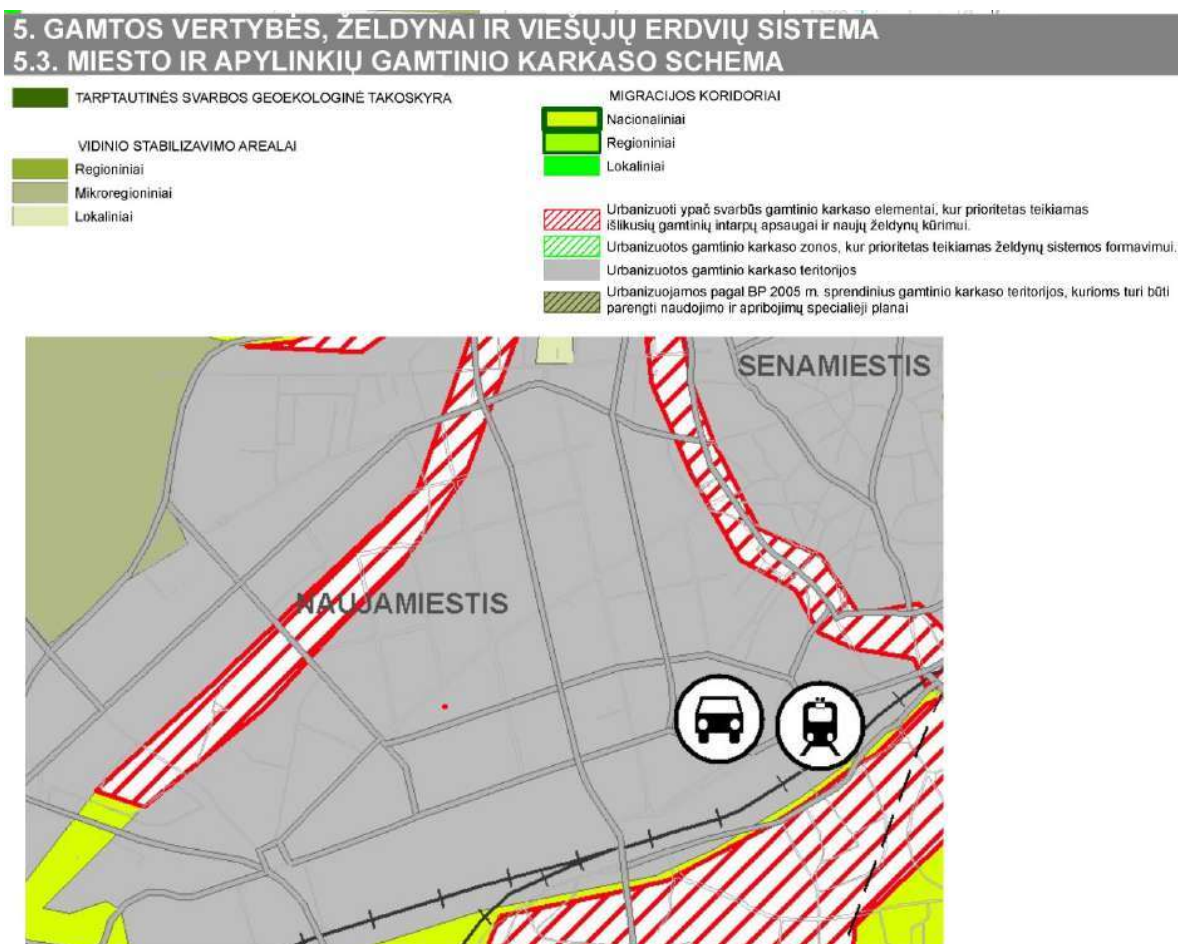 5. GAMTOS VERTYBĖS, ŽELDYNAI IR VIEŠŲJŲ ERDVIŲ SISTEMA
5.3. MIESTO IR APYLINKIŲ GAMTINIO KARKASO SCHEMA
TARPTAUTINĖS SVARBOS GEOEKOLOGINĖ TAKOSKYRA
VIDINIO STABILIZAVIMO AREALAI
Regioniniai
Mikroregioniniai
Lokaliniai
MIGRACIJOS KORIDORIAI
Nacionaliniai
Regioniniai
Lokaliniai
Urbanizuoti ypač svarbūs gamtinio karkaso elementai, kur prioritetas teikiamas
išlikusių gamtinių intarpų apsaugai ir naujų želdynų kūrimui.
Urbanizuotos gamtinio karkaso zonos, kur prioritetas teikiamas želdynų sistemos formavimui.
Urbanizuotos gamtinio karkaso teritorijos
Urbanizuojamos pagal BP 2005 m. sprendinius gamtinio karkaso teritorijos, kurioms turi būti
parengti naudojimo ir apribojimų specialieji planai
SENAMIESTIS
NAUJAMIESTIS